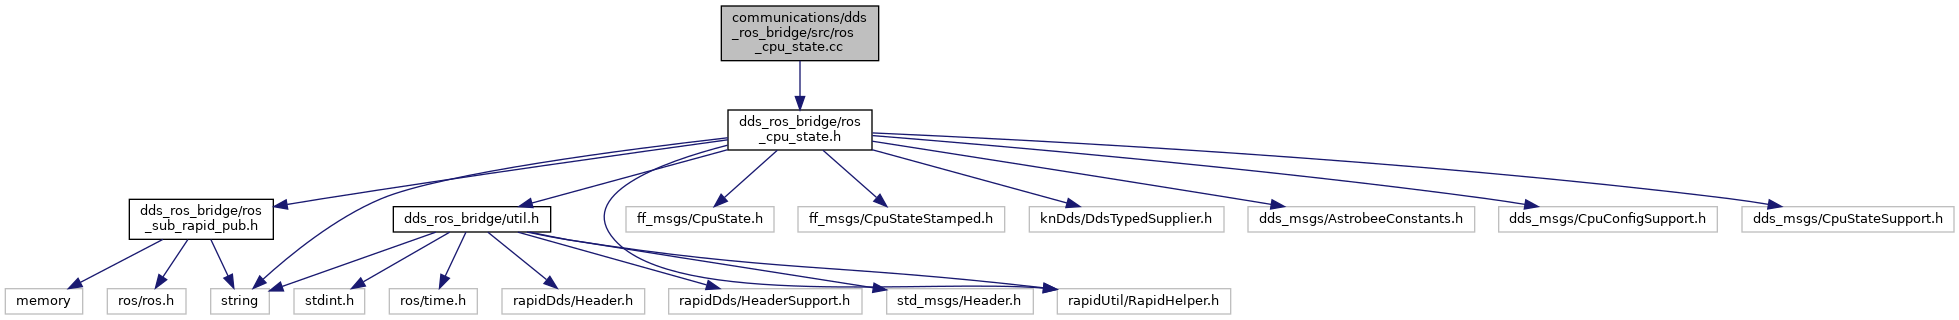 communications/dds
_ros_bridge/src/ros
_cpu_state.cc
dds_ros_bridge/ros
_cpu_state.h
dds_ros_bridge/ros
_sub_rapid_pub.h
dds_ros_bridge/util.h
ff_msgs/CpuState.h
ff_msgs/CpuStateStamped.h
knDds/DdsTypedSupplier.h
dds_msgs/AstrobeeConstants.h
dds_msgs/CpuConfigSupport.h
dds_msgs/CpuStateSupport.h
memory
ros/ros.h
string
stdint.h
ros/time.h
rapidDds/Header.h
rapidDds/HeaderSupport.h
std_msgs/Header.h
rapidUtil/RapidHelper.h